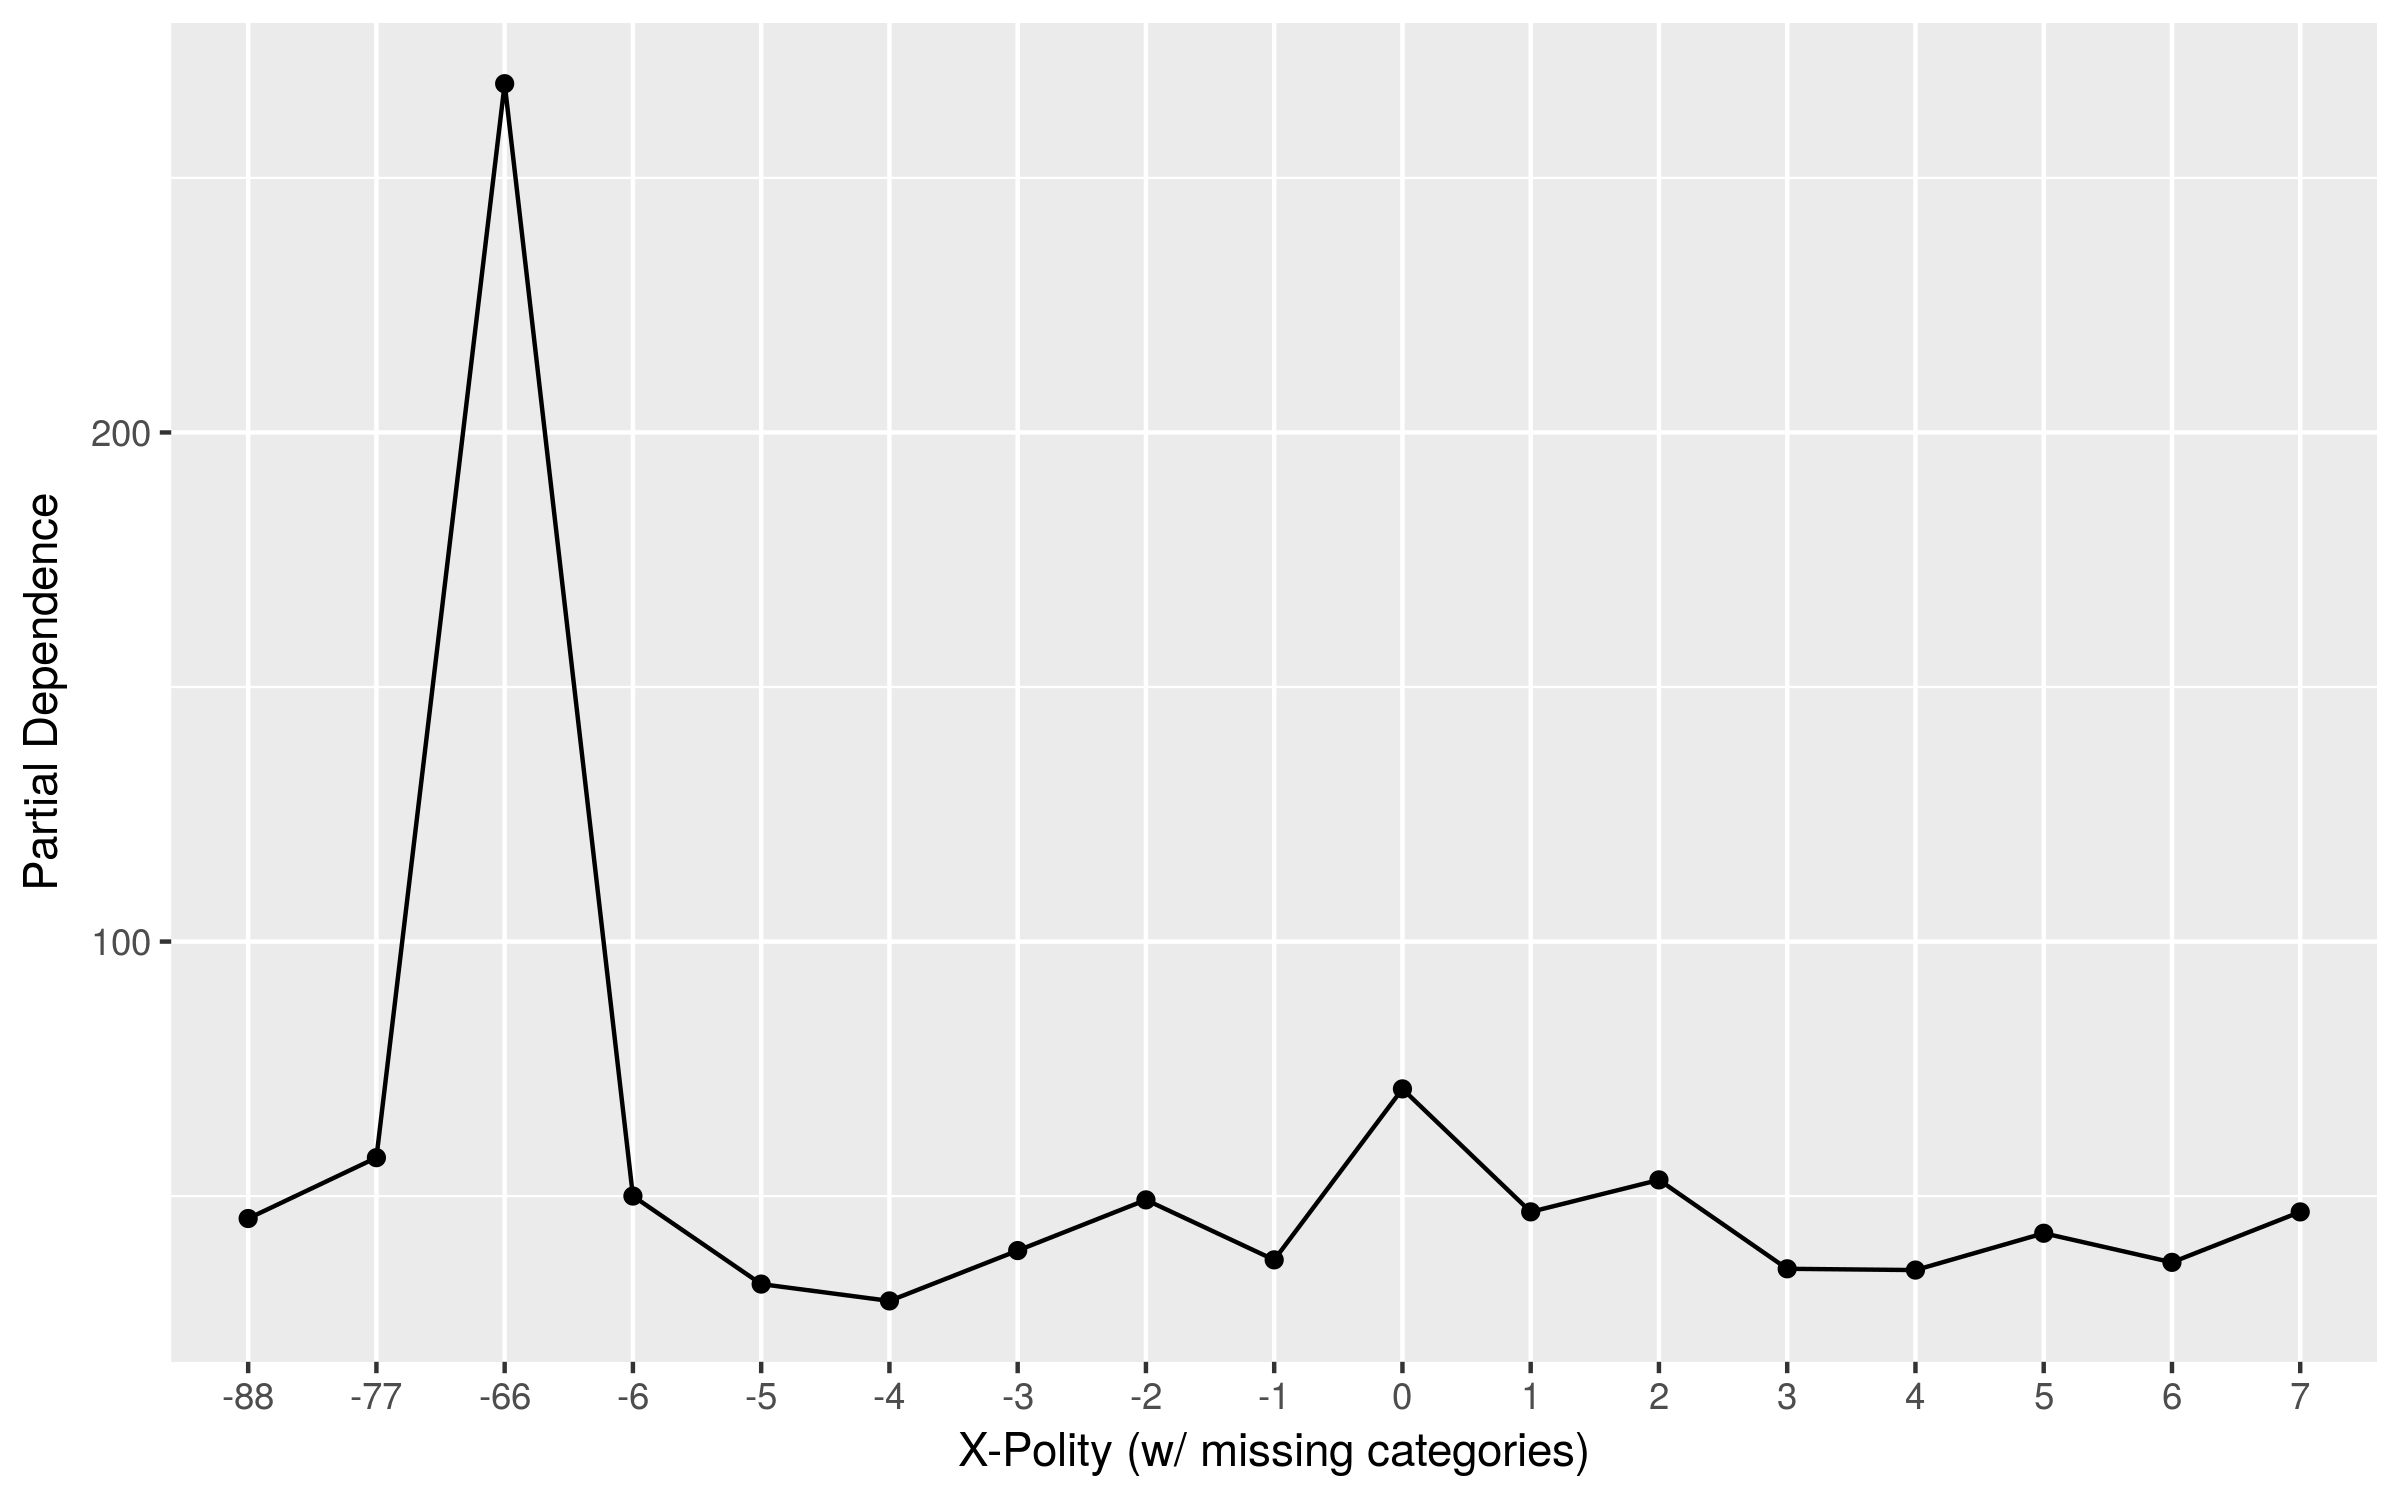 Partial Dependence
200
100
-88 -77 -66 -6 -5 -4 -3 -2 -1 0 1 2 3 4 5 6 7
X-Polity (w/ missing categories)